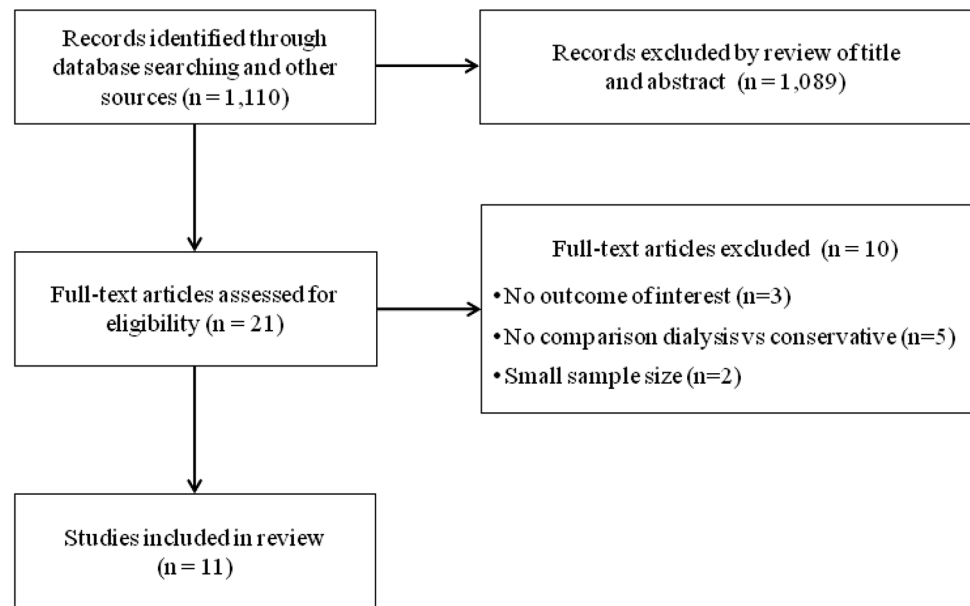 Records identified through
database searching and other
sources (n = 1,110)
Records excluded by review of title
and abstract (n = 1,089)
Full-text articles assessed for
eligibility (n = 21)
Full-text articles excluded (n = 10)
•No outcome of interest (n=3)
•No comparison dialysis vs conservative (n=5)
•Small sample size (n=2)
Studies included in review
(n = 11)